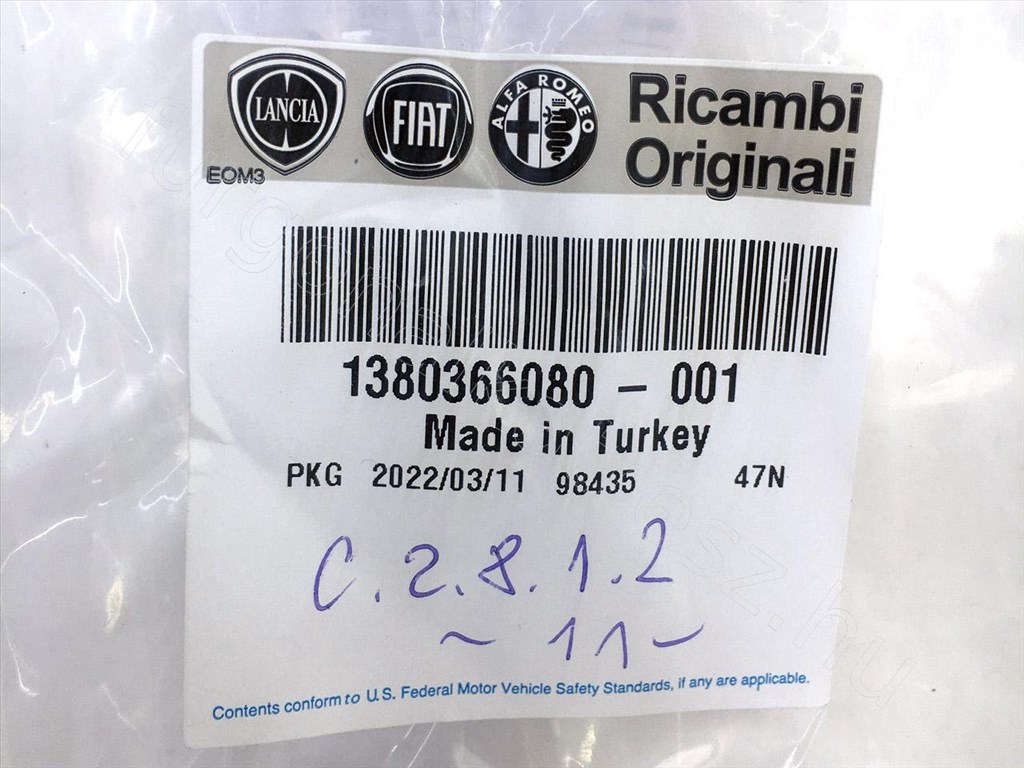 LANCIA
FIAT
ALFA ROMEO
Ricambi
Originali
EOM3
1380366080 – 001
Made in Turkey
PKG 2022/03/11 98435 47N
C.2.8.1.2
~ 11 -
Contents conform to U.S. Federal Motor Vehicle Safety Standards, if any are applicable.